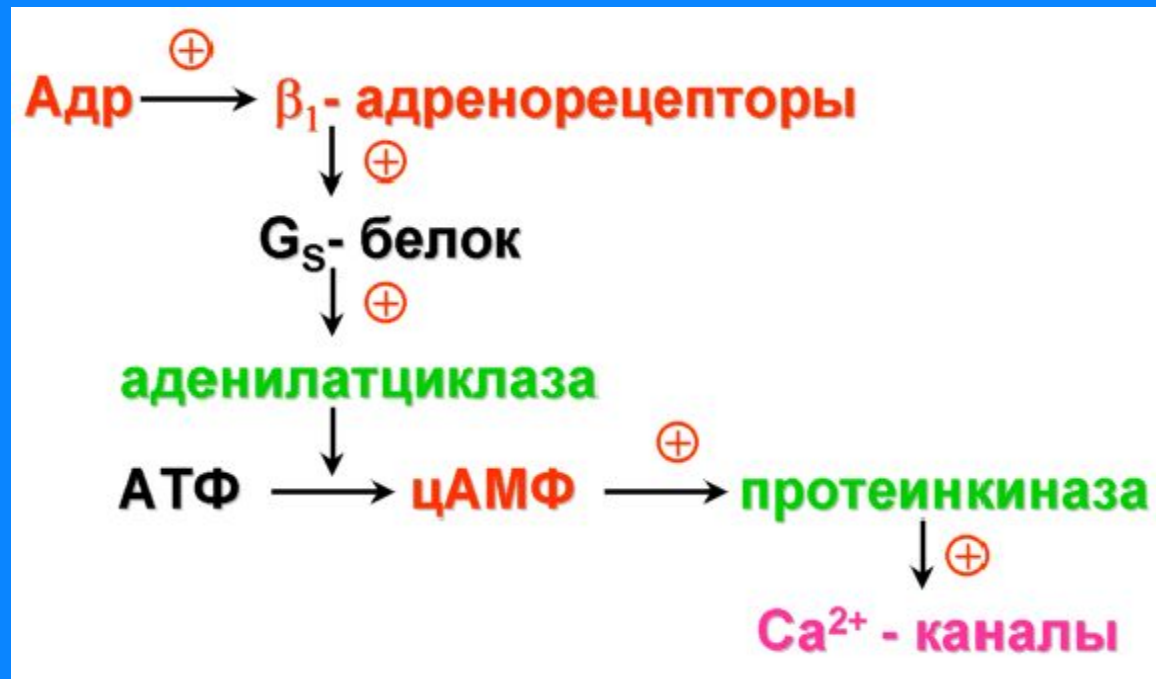 Адр β₁- адренорецепторы
Gₛ- белок
аденилатциклаза
АТФ цАМФ протеинкиназа
Ca²⁺ - каналы